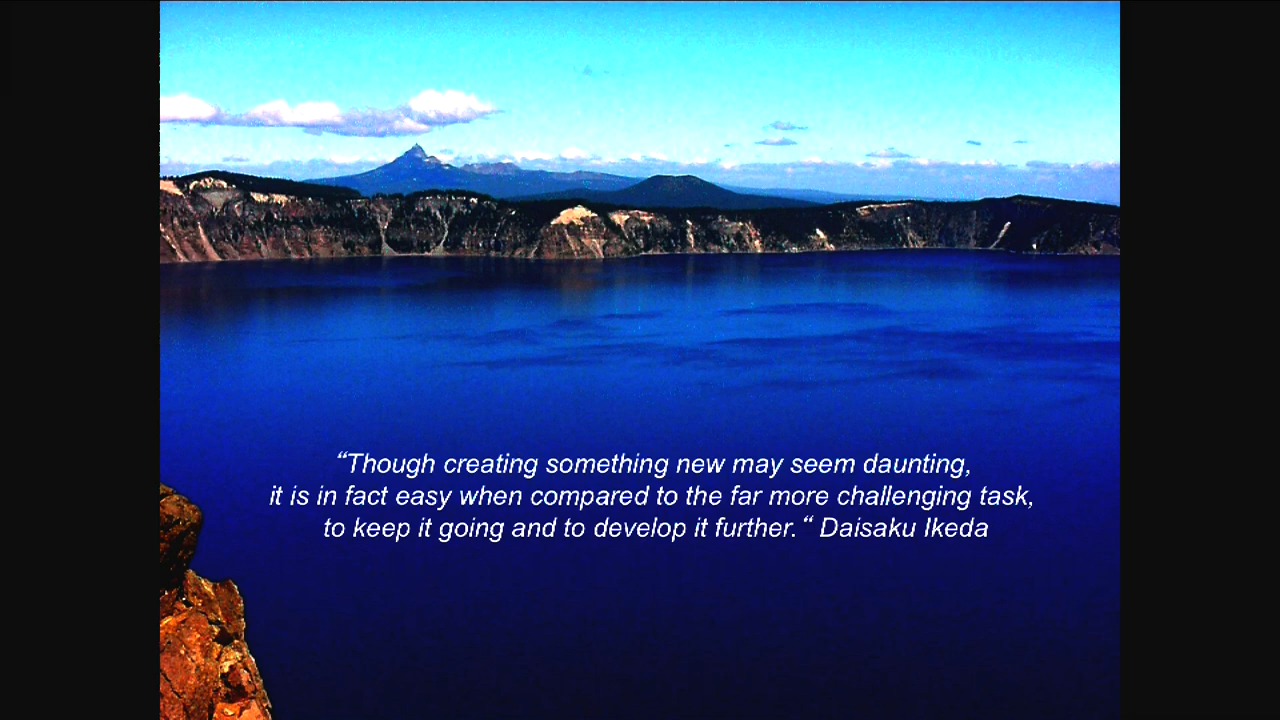 “Though creating something new may seem daunting,
it is in fact easy when compared to the far more challenging task,
to keep it going and to develop it further.“ Daisaku Ikeda